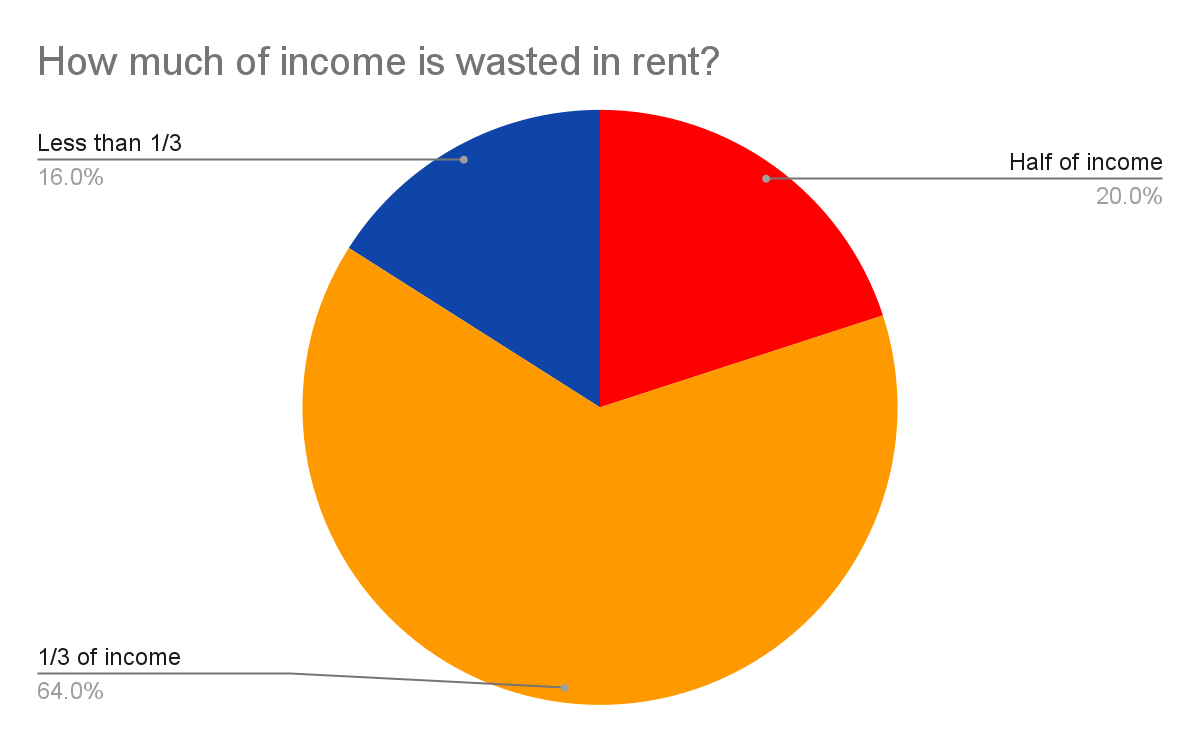 How much of income is wasted in rent?
Less than 1/3
16.0%
Half of income
20.0%
1/3 of income
64.0%